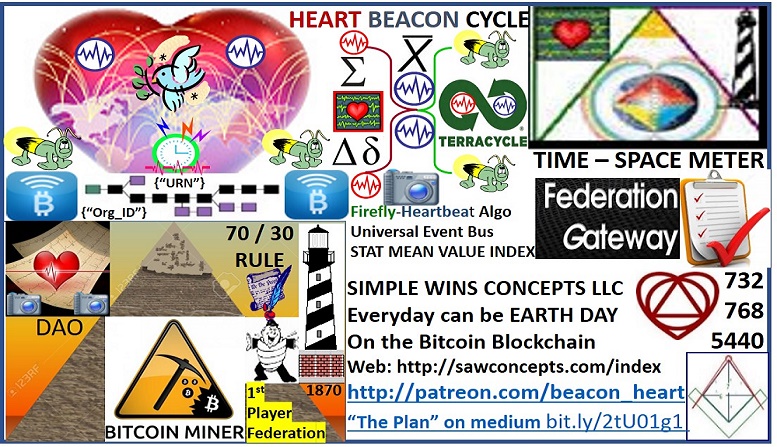 HEART BEACON CYCLE
Σ
X̅
Δδ
TERRACYCLE
TIME – SPACE METER
{“URN”}
{“Org_ID”}
Firefly-Heartbeat Algo
Universal Event Bus
STAT MEAN VALUE INDEX
Federation
Gateway
70 / 30
RULE
DAO
123RF
BITCOIN MINER
1st
Player
Federation
1870
SIMPLE WINS CONCEPTS LLC
Everyday can be EARTH DAY
On the Bitcoin Blockchain
Web: http://sawconcepts.com/index
http://patreon.com/beacon_heart
“The Plan” on medium bit.ly/2tU01g1
732
768
5440